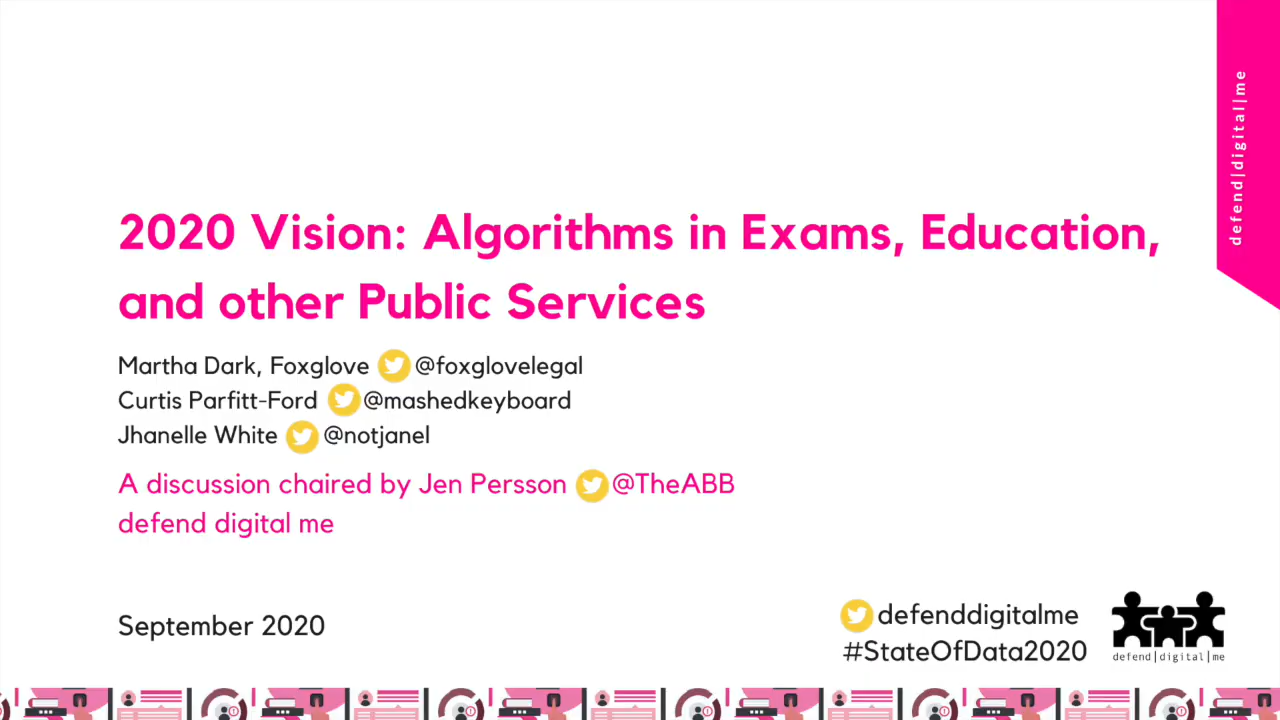 defend|digital|me
2020 Vision: Algorithms in Exams, Education,
and other Public Services
Martha Dark, Foxglove @foxglovelegal
Curtis Parfitt-Ford @mashedkeyboard
Jhanelle White @notjanel
A discussion chaired by Jen Persson @TheABB
defend digital me
September 2020
defenddigitalme
#StateOfData2020
defend|digital|me